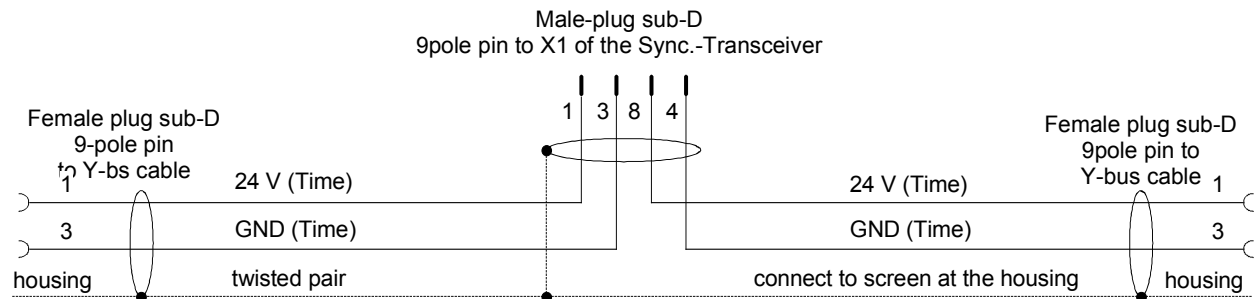 Male-plug sub-D
9pole pin to X1 of the Sync.-Transceiver
1 3 8 4
Female plug sub-D
9-pole pin
to Y-bs cable
Female plug sub-D
9pole pin to
Y-bus cable
1 24 V (Time) 24 V (Time) 1
3 GND (Time) GND (Time) 3
housing twisted pair connect to screen at the housing housing